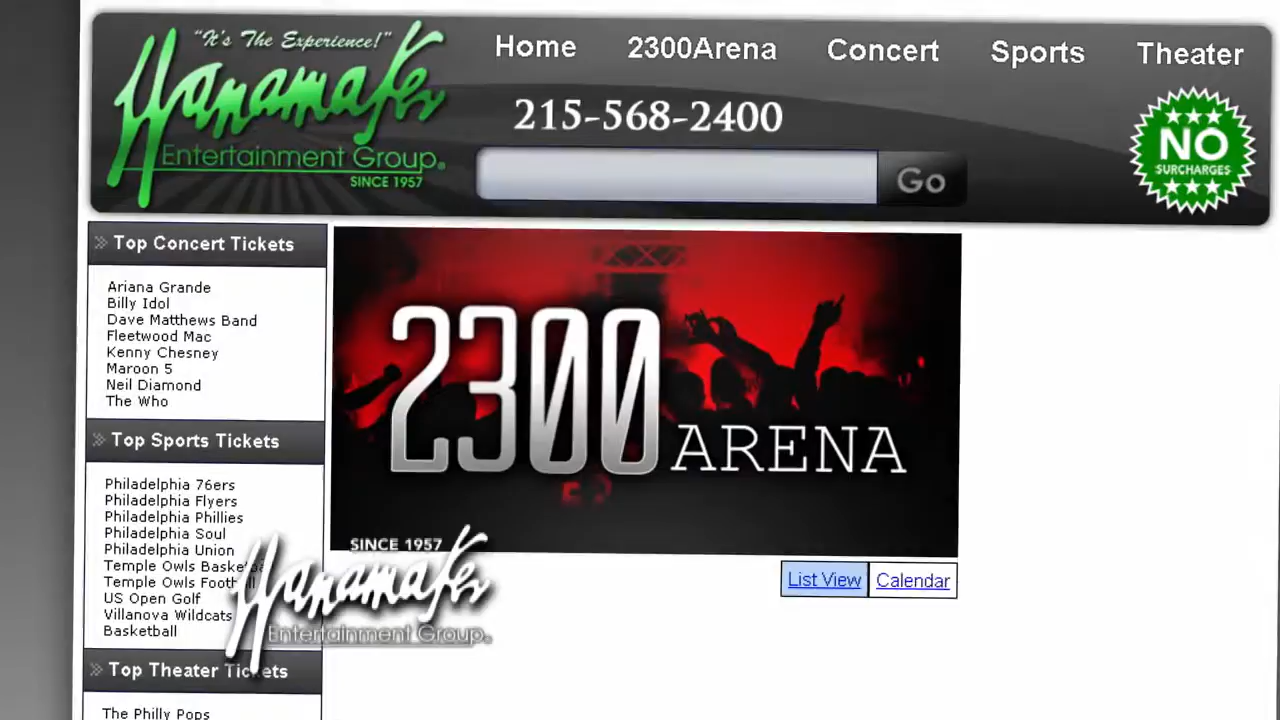 "It's The Experience!"
Wanamaker
Entertainment Group®
SINCE 1957
Home 2300Arena Concert Sports Theater
215-568-2400
Go
NO
SURCHARGES
Top Concert Tickets
Ariana Grande
Billy Idol
Dave Matthews Band
Fleetwood Mac
Kenny Chesney
Maroon 5
Neil Diamond
The Who
Top Sports Tickets
Philadelphia 76ers
Philadelphia Flyers
Philadelphia Phillies
Philadelphia Soul
Philadelphia Union
Temple Owls Basketba
Temple Owls Football
US Open Golf
Villanova Wildcats
Basketball
Top Theater Tickets
The Philly Pops
2300 ARENA
List View Calendar
SINCE 1957
Wanamaker
Entertainment Group®